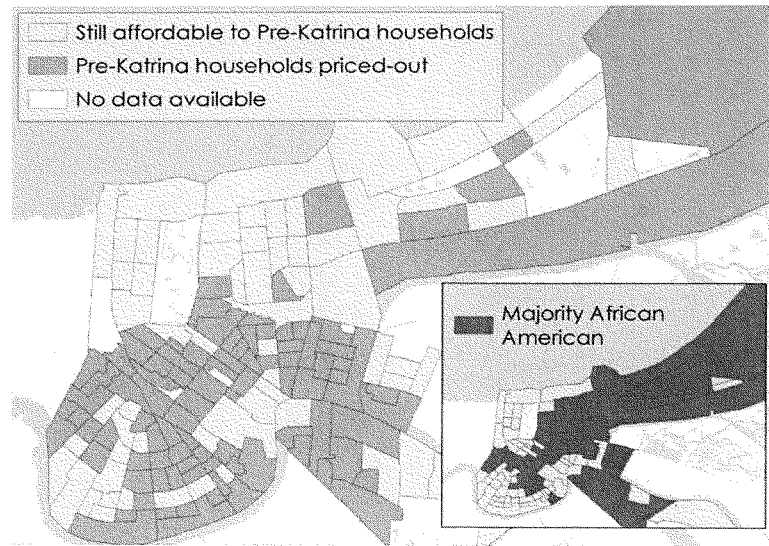 Still affordable to Pre-Katrina households
Pre-Katrina households priced-out
No data available
Majority African
American